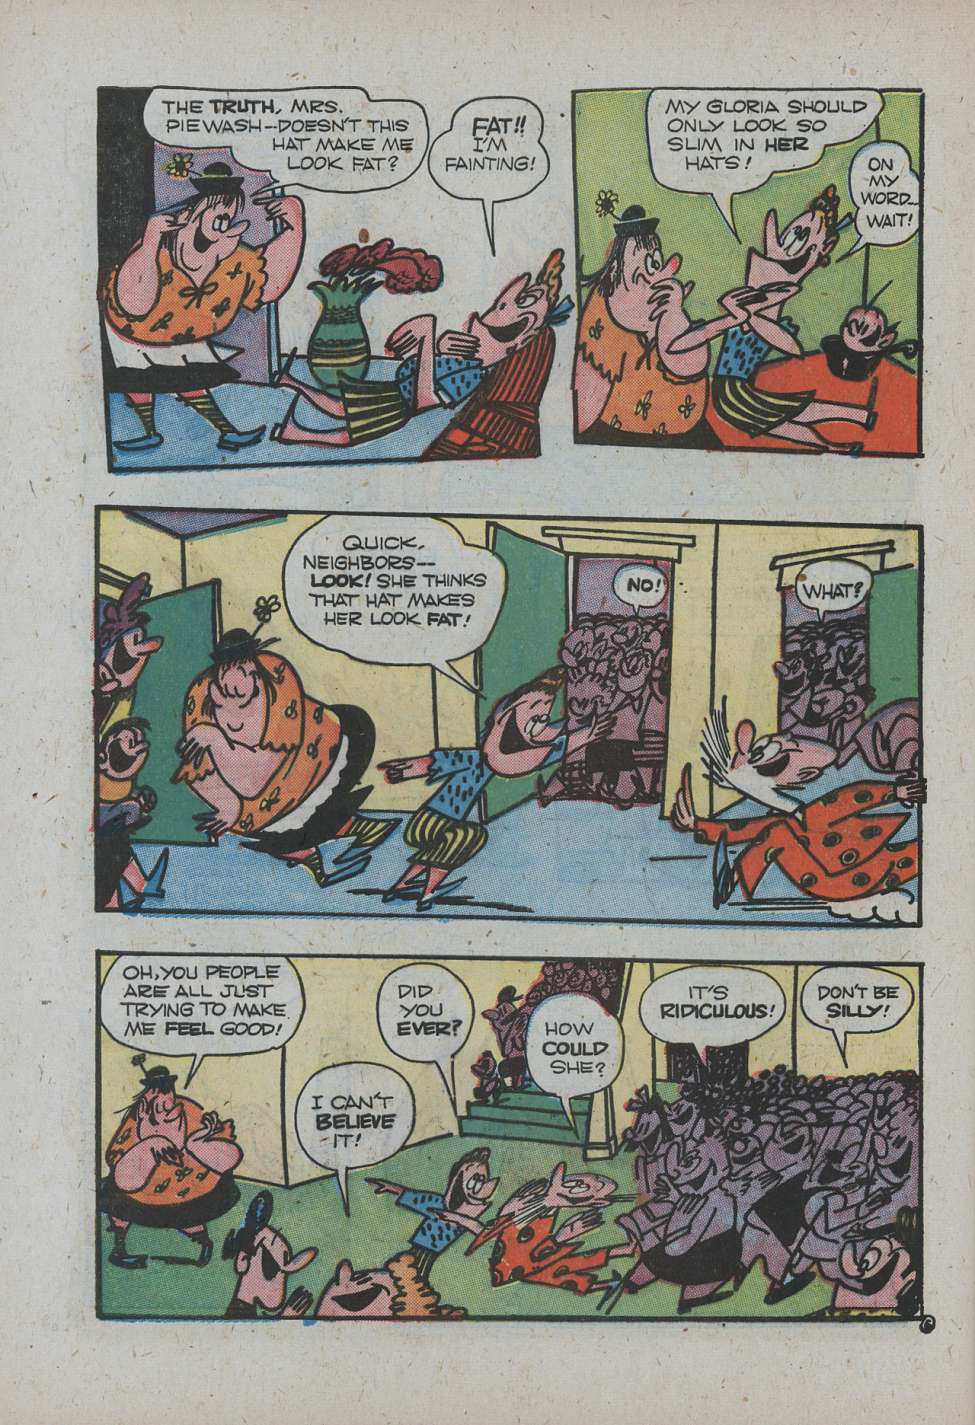 THE TRUTH, MRS.
PIEWASH--DOESN'T THIS
HAT MAKE ME
LOOK FAT?
FAT!!
I'M
FAINTING!
MY GLORIA SHOULD
ONLY LOOK SO
SLIM IN HER
HATS!
ON
MY
WORD--
WAIT!
QUICK,
NEIGHBORS--
LOOK! SHE THINKS
THAT HAT MAKES
HER LOOK FAT!
NO!
WHAT?
OH, YOU PEOPLE
ARE ALL JUST
TRYING TO MAKE
ME FEEL GOOD!
I CAN'T
BELIEVE
IT!
DID
YOU
EVER?
HOW
COULD
SHE?
IT'S
RIDICULOUS!
DON'T BE
SILLY!
6